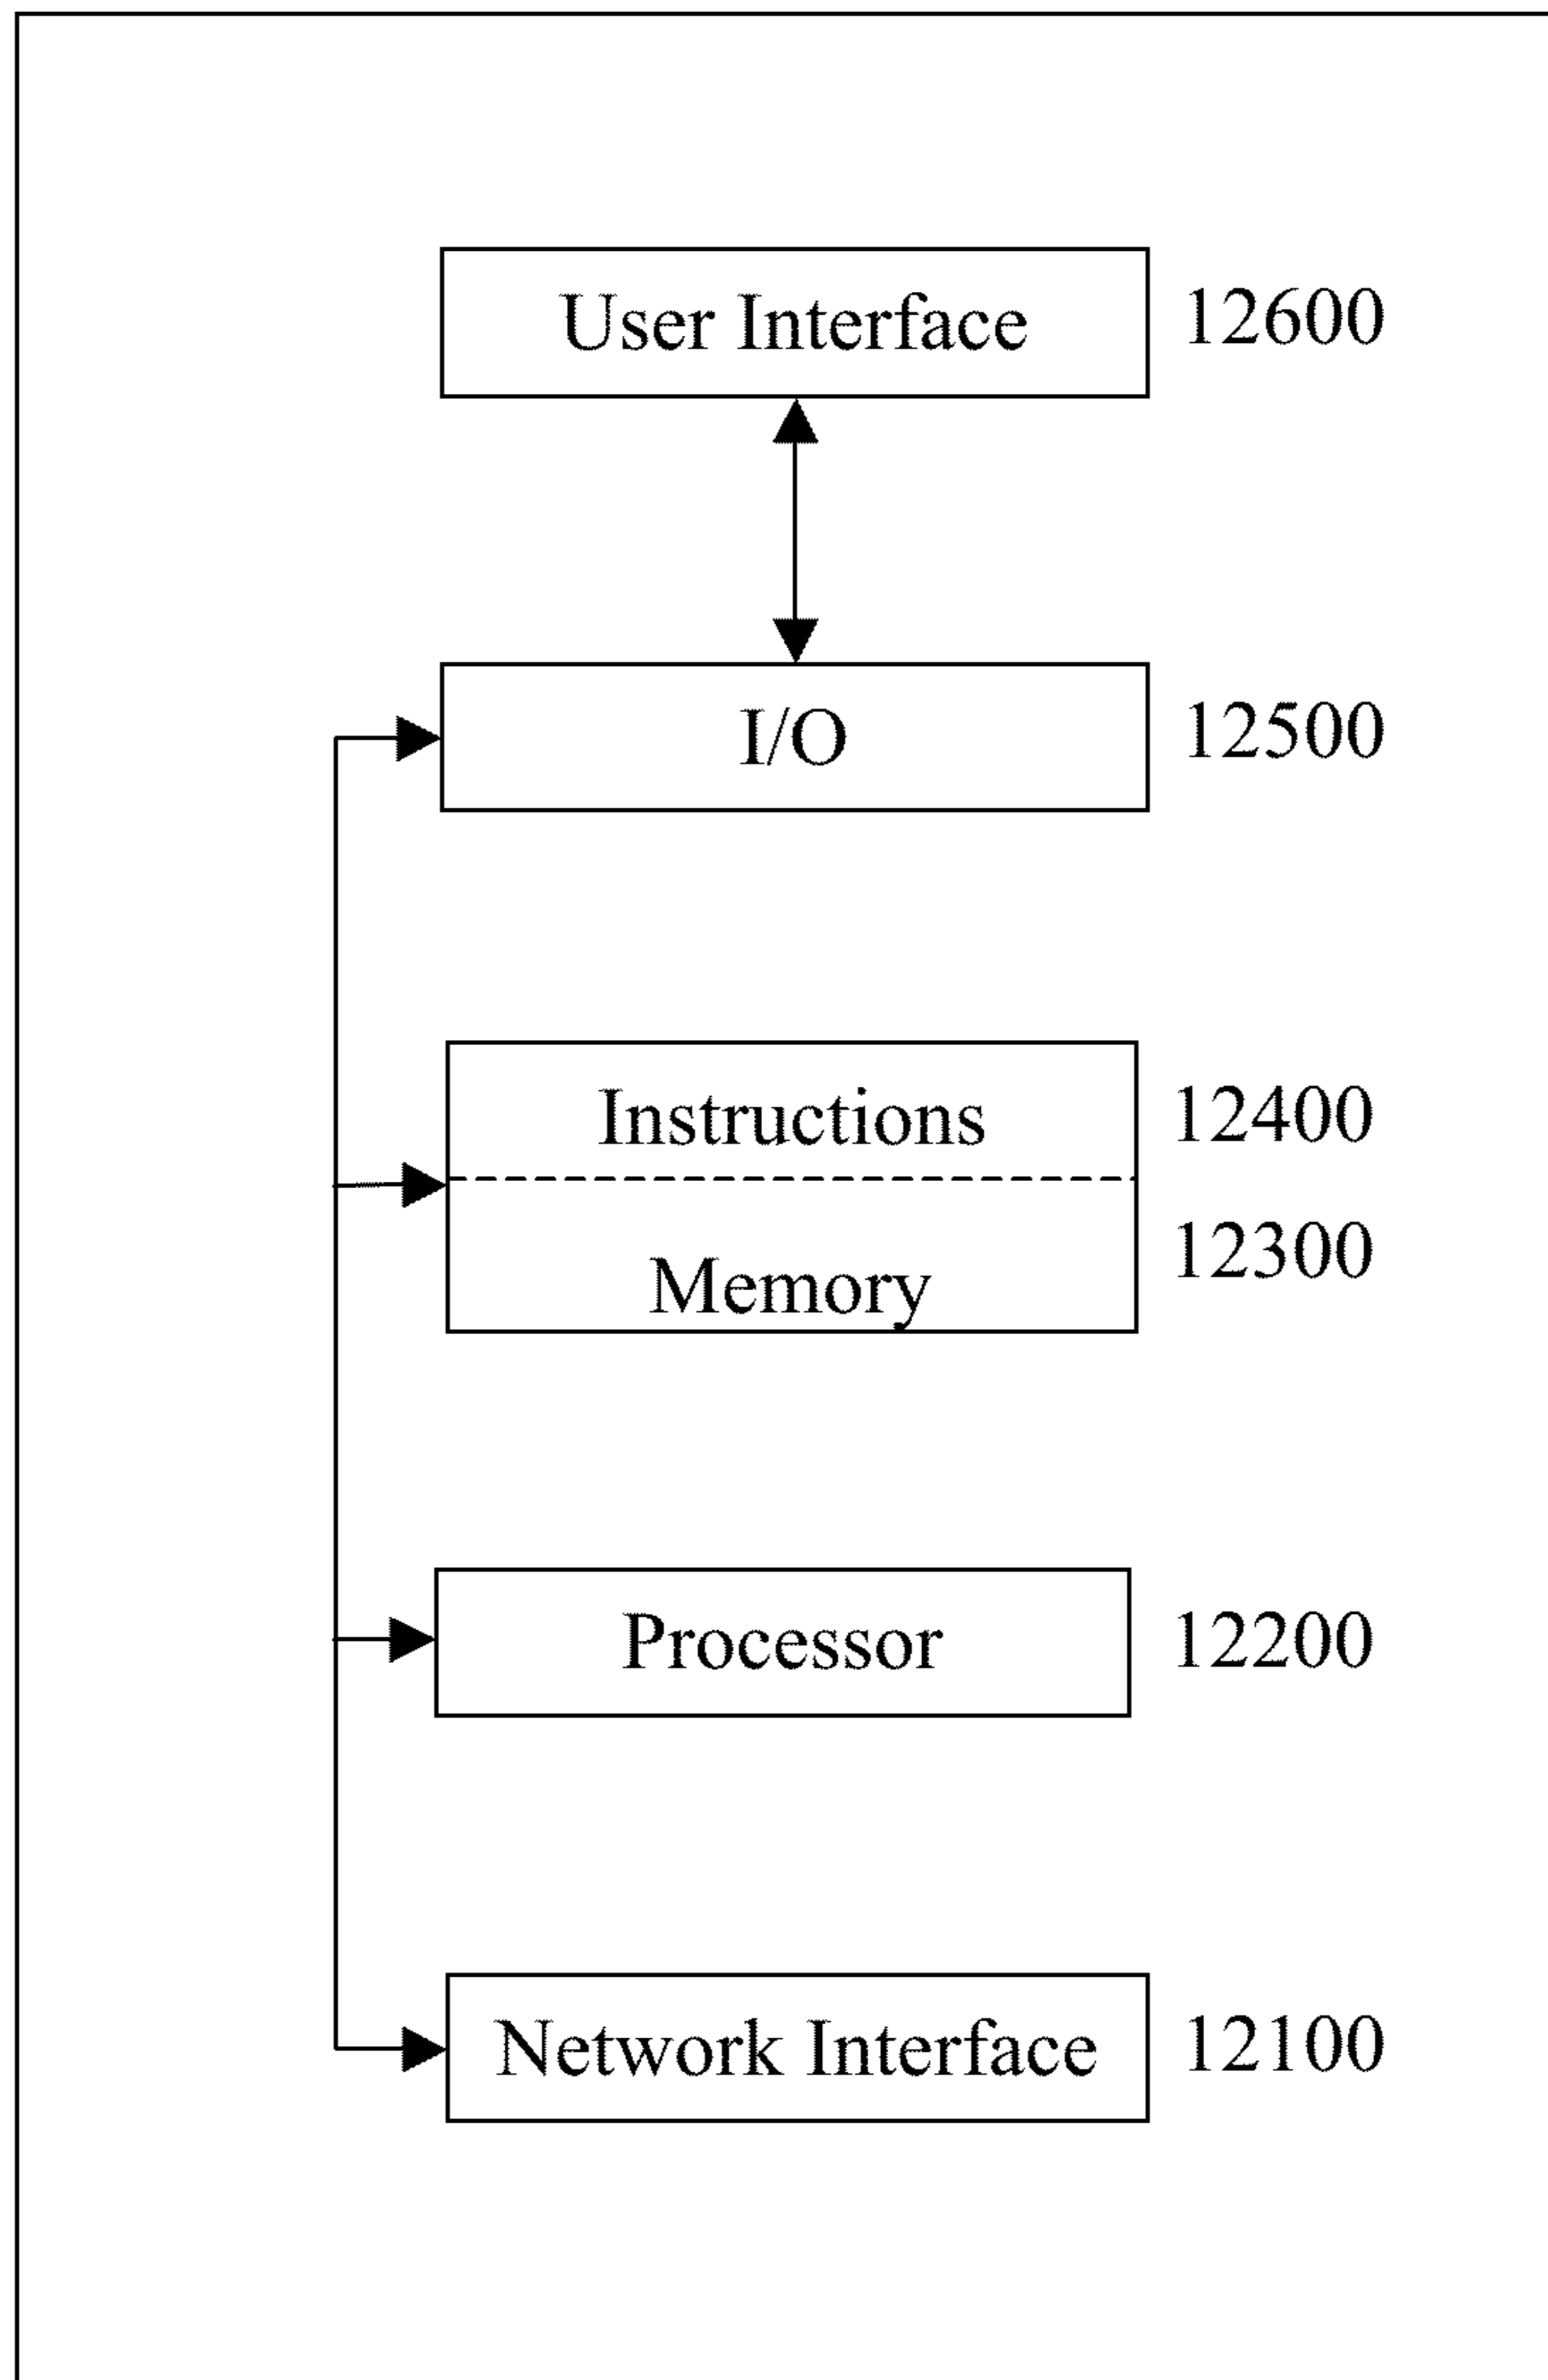 User Interface 12600
I/O 12500
Instructions 12400
Memory 12300
Processor 12200
Network Interface 12100